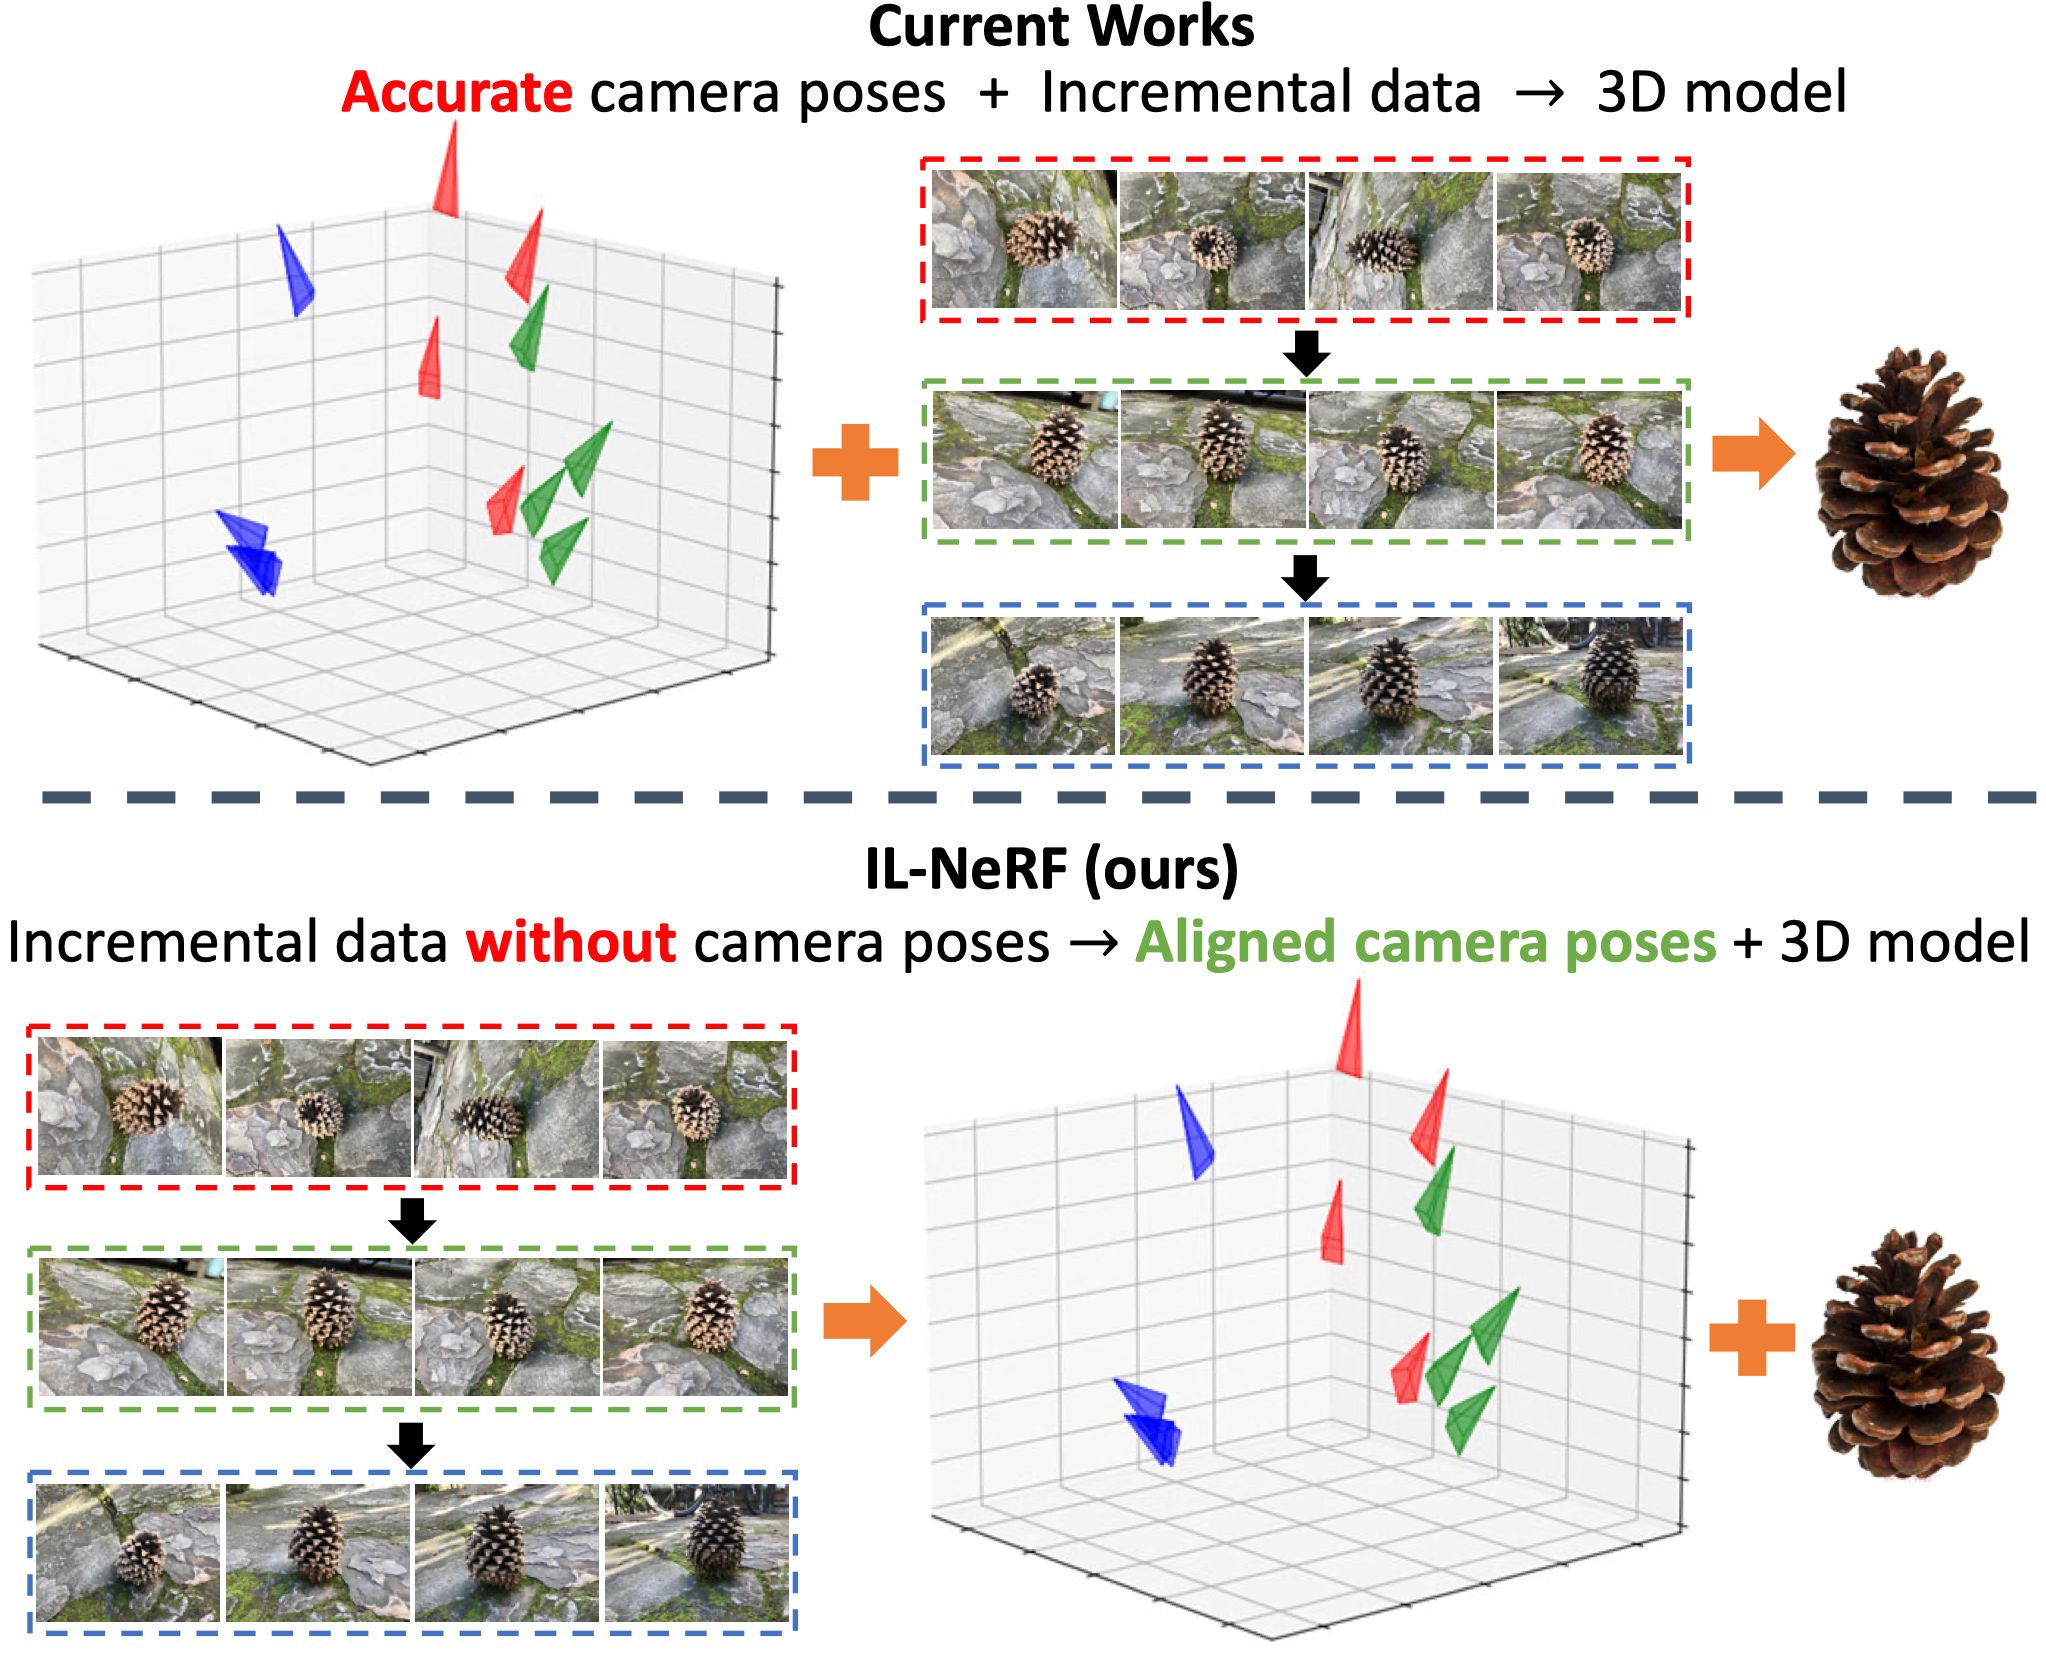 Current Works
Accurate camera poses + Incremental data → 3D model
IL-NeRF (ours)
Incremental data without camera poses → Aligned camera poses + 3D model